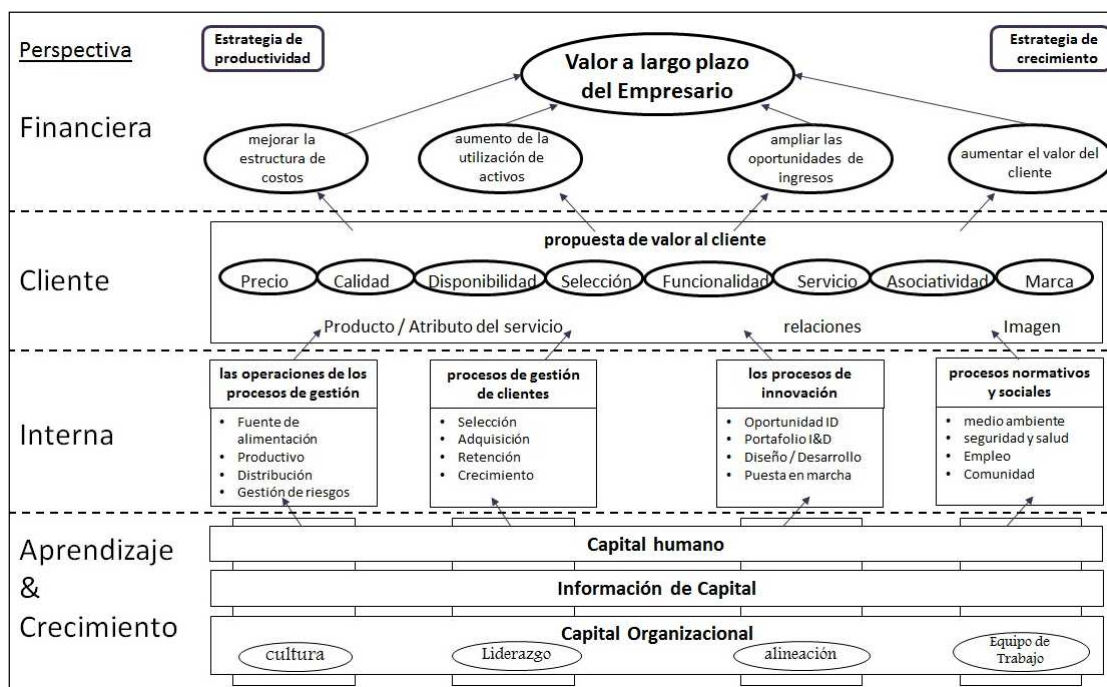 Perspectiva
Estrategia de
productividad
Valor a largo plazo
del Empresario
Estrategia de
crecimiento
Financiera
mejorar la
estructura de
costos
aumento de la
utilización de
activos
ampliar las
oportunidades de
ingresos
aumentar el valor del
cliente
Cliente
propuesta de valor al cliente
Precio
Calidad
Disponibilidad
Selección
Funcionalidad
Servicio
Asociatividad
Marca
Producto / Atributo del servicio
relaciones
Imagen
Interna
las operaciones de los
procesos de gestión
• Fuente de
alimentación
• Productivo
• Distribución
• Gestión de riesgos
procesos de gestión
de clientes
• Selección
• Adquisición
• Retención
• Crecimiento
los procesos de
innovación
• Oportunidad ID
• Portafolio I&D
• Diseño / Desarrollo
• Puesta en marcha
procesos normativos
y sociales
• medio ambiente
• seguridad y salud
• Empleo
• Comunidad
Aprendizaje
&
Crecimiento
Capital humano
Información de Capital
Capital Organizacional
cultura
Liderazgo
alineación
Equipo de
Trabajo